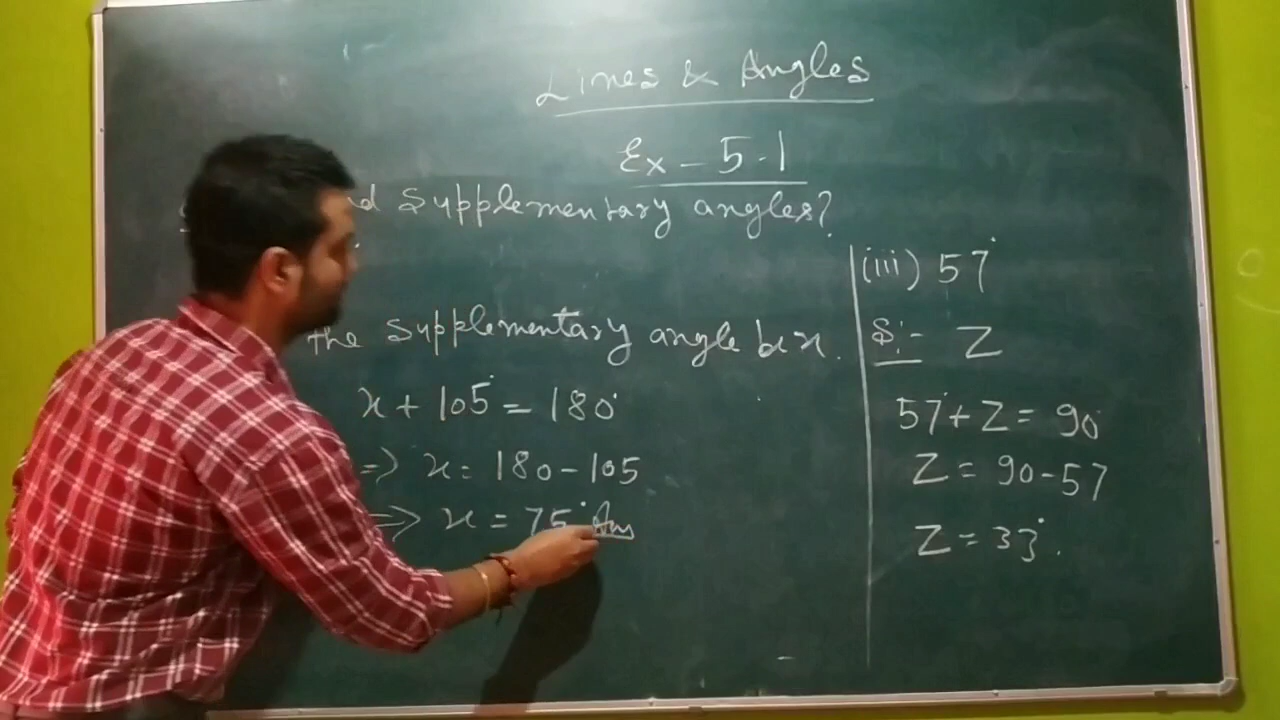 Lines & Angles
Ex - 5.1
Supplementary angles?
the supplementary angle be x.
x + 105° = 180°
=> x = 180 - 105
=> x = 75° Ans
(iii) 57°
S:-  Z
57° + Z = 90
Z = 90 - 57
Z = 33°.